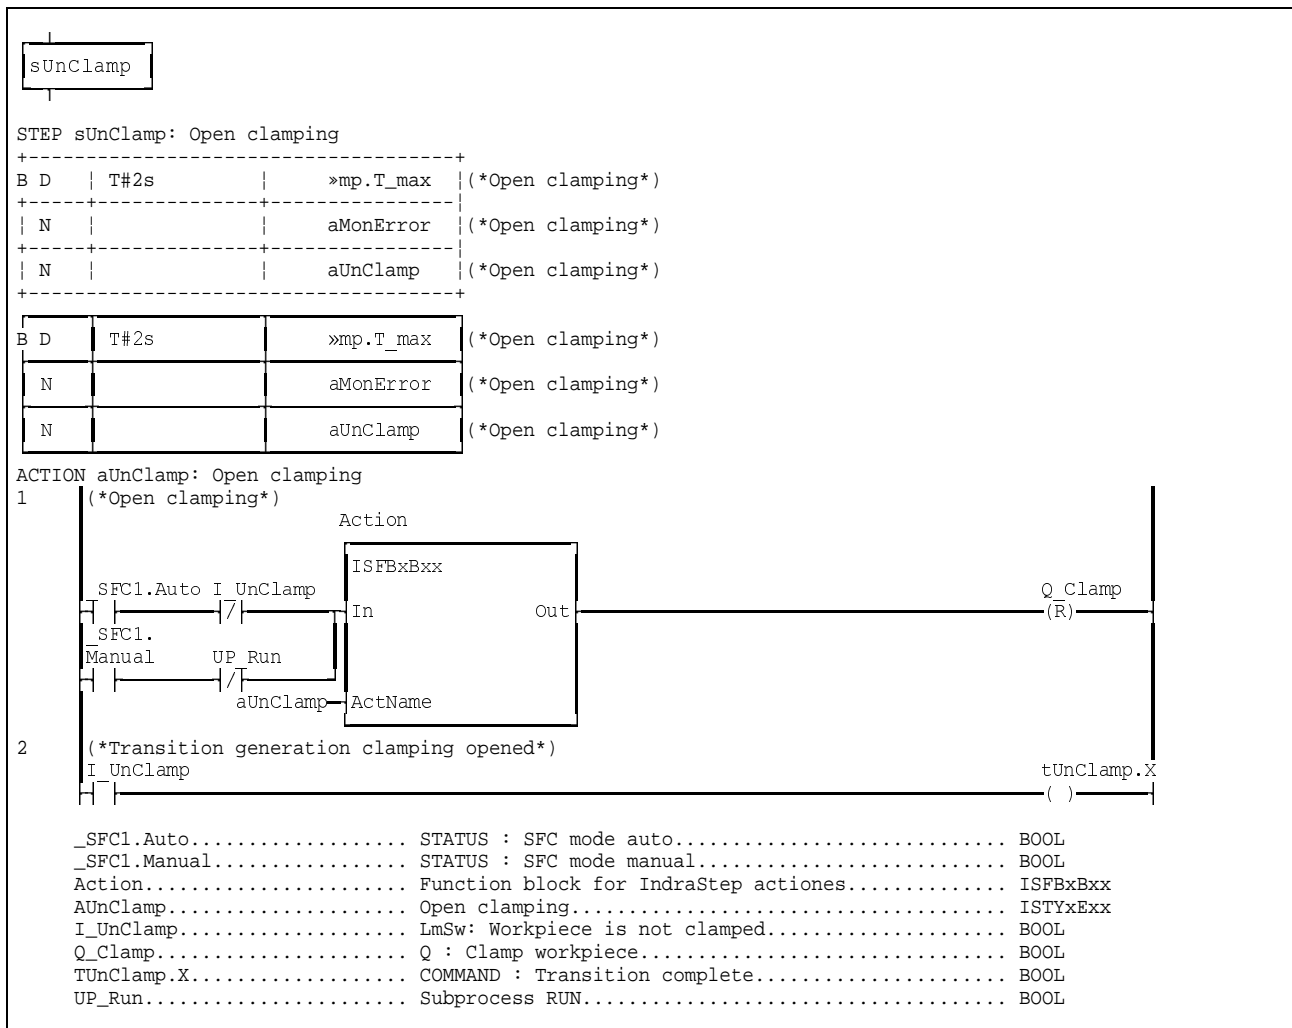 sUnClamp
STEP sUnClamp: Open clamping
+-------------------------------------+
B D ¦ T#2s ¦ »mp.T_max ¦(*Open clamping*)
+-----+--------------+----------------¦
¦ N ¦ ¦ aMonError ¦(*Open clamping*)
+-----+--------------+----------------¦
¦ N ¦ ¦ aUnClamp ¦(*Open clamping*)
+-------------------------------------+
B D T#2s »mp.T_max (*Open clamping*)
N aMonError (*Open clamping*)
N aUnClamp (*Open clamping*)
ACTION aUnClamp: Open clamping
1 (*Open clamping*)
Action
ISFBxBxx
_SFC1.Auto I_UnClamp Q_Clamp
/ In Out (R)
_SFC1.
Manual UP_Run
/
aUnClamp ActName
2 (*Transition generation clamping opened*)
I_UnClamp tUnClamp.X
( )
_SFC1.Auto................... STATUS : SFC mode auto............................. BOOL
_SFC1.Manual................. STATUS : SFC mode manual........................... BOOL
Action....................... Function block for IndraStep actiones.............. ISFBxBxx
AUnClamp..................... Open clamping...................................... ISTYxExx
I_UnClamp.................... LmSw: Workpiece is not clamped..................... BOOL
Q_Clamp...................... Q : Clamp workpiece................................ BOOL
TUnClamp.X................... COMMAND : Transition complete...................... BOOL
UP_Run....................... Subprocess RUN..................................... BOOL